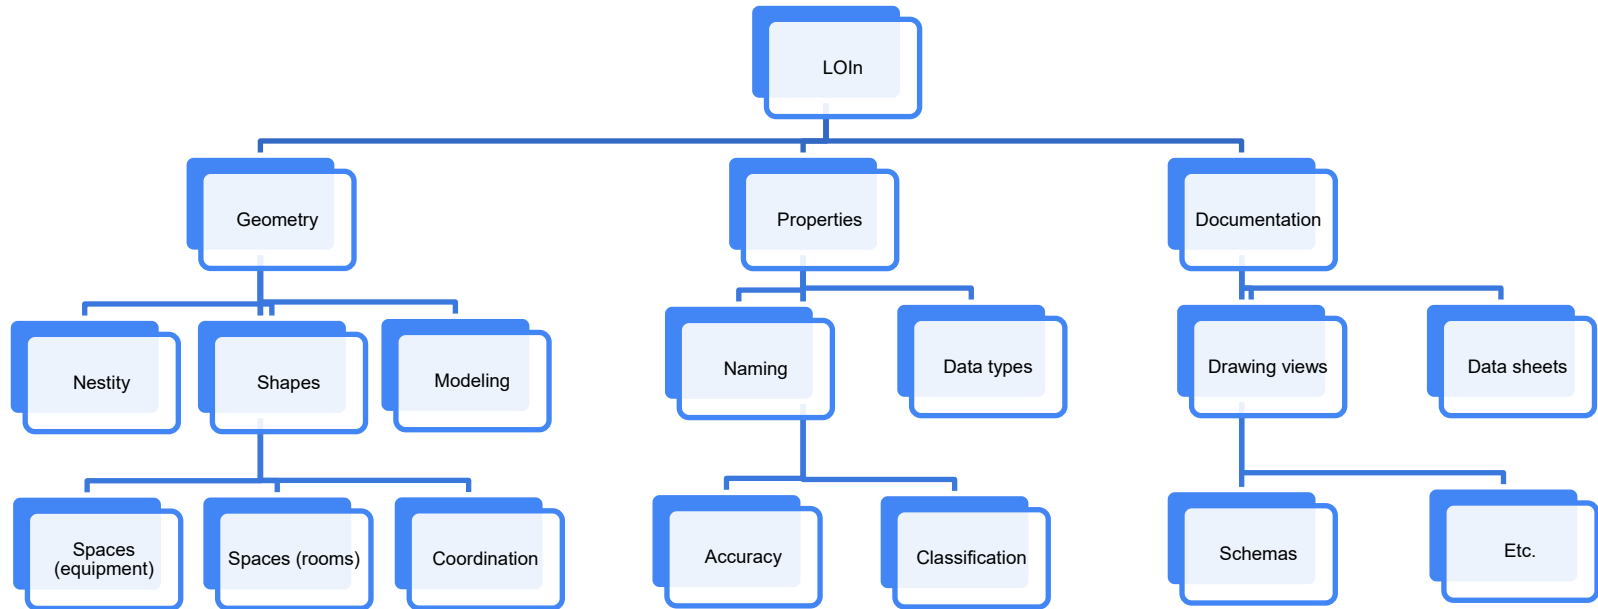 LOIn
Geometry
Properties
Documentation
Nestity
Shapes
Modeling
Naming
Data types
Drawing views
Data sheets
Spaces
(equipment)
Spaces (rooms)
Coordination
Accuracy
Classification
Schemas
Etc.